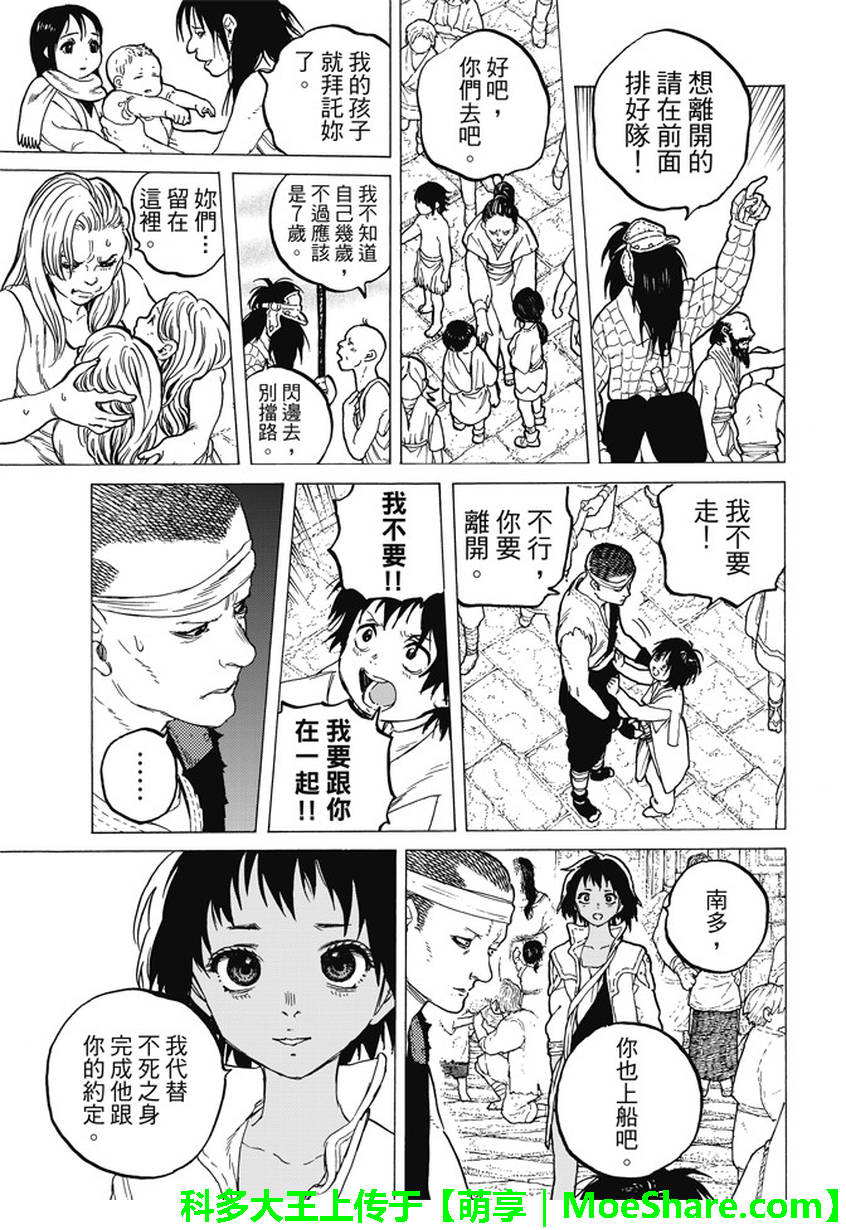 想離開的
請在前面
排好隊！
好吧，
你們去吧。
我的孩子
就拜託妳
了。
我不知道
自己幾歲，
不過應該
是7歲。
閃邊去，
別擋路。
妳們…
留在
這裡。
我不要
走！
不行，
你要
離開。
我不要!!
我要跟你
在一起!!
……
南多，
你也上船吧。
我代替
不死之身
完成他跟
你的約定。
科多大王上传于【萌享｜MoeShare.com】